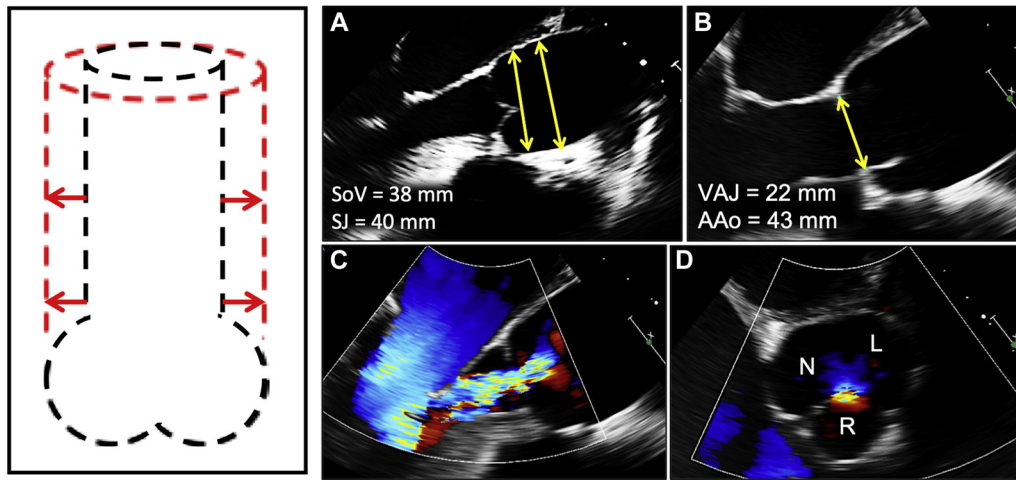 A
SoV = 38 mm
SJ = 40 mm
B
VAJ = 22 mm
AAo = 43 mm
C
D
N
L
R